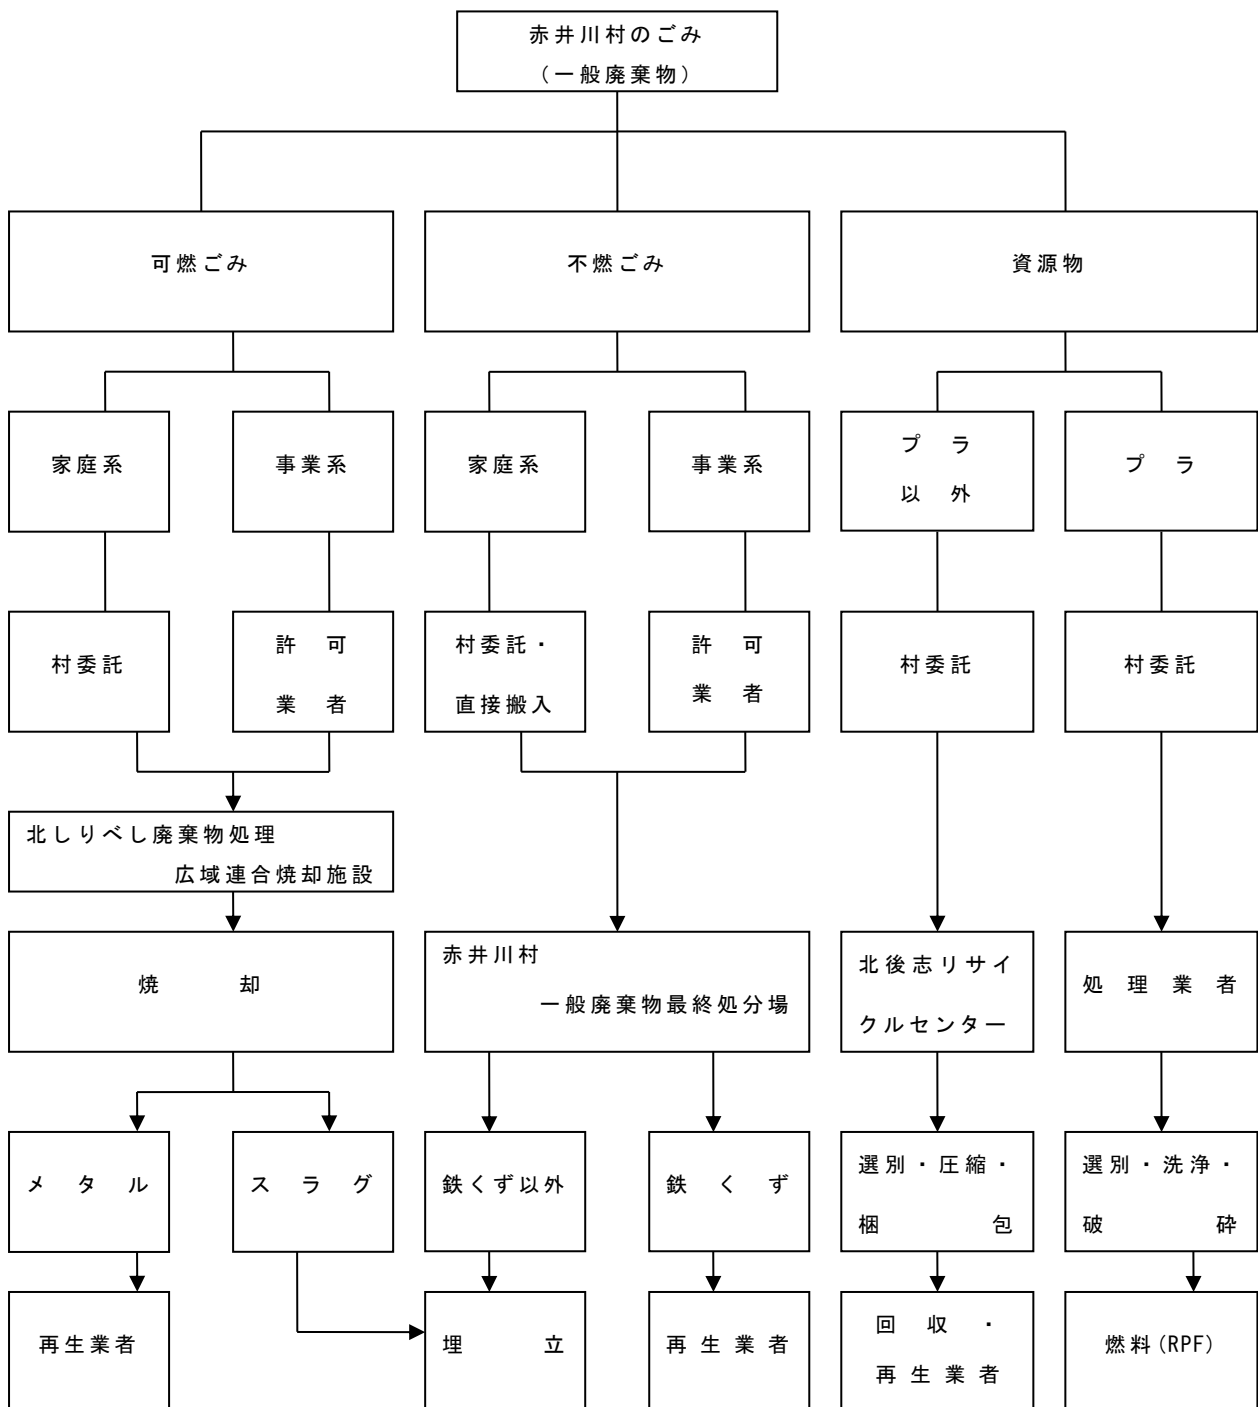 赤井川村のごみ
(一般廃棄物)
可燃ごみ
不燃ごみ
資源物
家庭系
事業系
家庭系
事業系
プラ
以外
プラ
村委託
許可
業者
村委託・
直接搬入
許可
業者
村委託
村委託
北しりべし廃棄物処理
広域連合焼却施設
焼却
赤井川村
一般廃棄物最終処分場
北後志リサイ
クルセンター
処理業者
メタル
スラグ
鉄くず以外
鉄くず
選別・圧縮・
梱包
選別・洗浄・
破砕
再生業者
埋立
再生業者
回収・
再生業者
燃料(RPF)